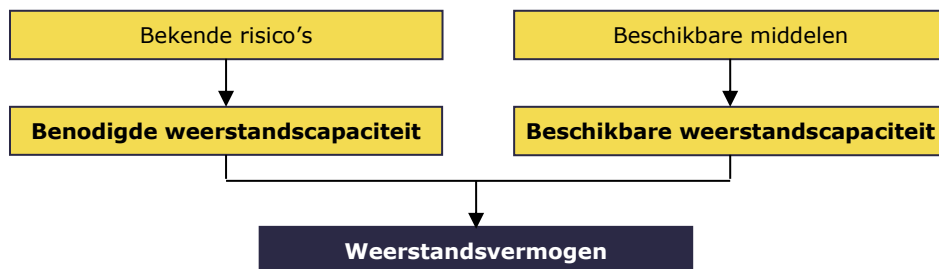 Bekende risico’s
Beschikbare middelen
Benodigde weerstandscapaciteit
Beschikbare weerstandscapaciteit
Weerstandsvermogen